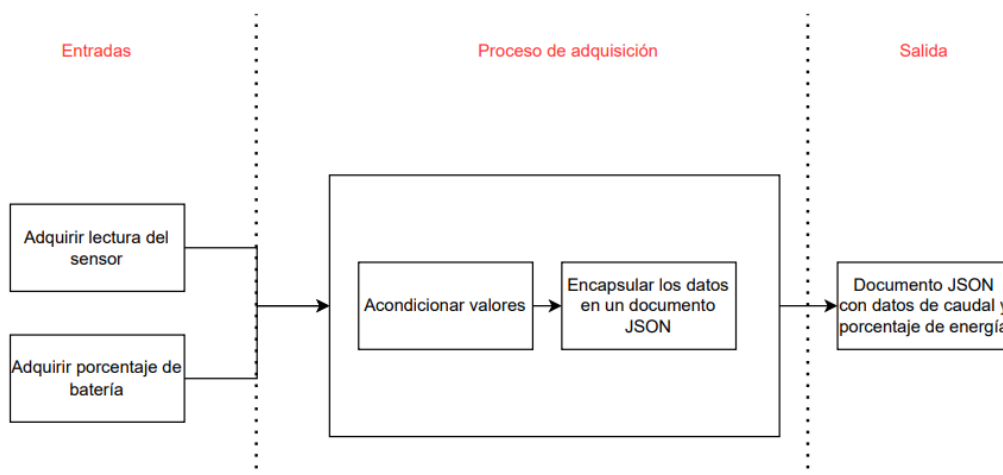 Entradas
Proceso de adquisición
Salida
Adquirir lectura del
sensor
Adquirir porcentaje de
batería
Acondicionar valores
Encapsular los datos
en un documento
JSON
Documento JSON
con datos de caudal y
porcentaje de energía